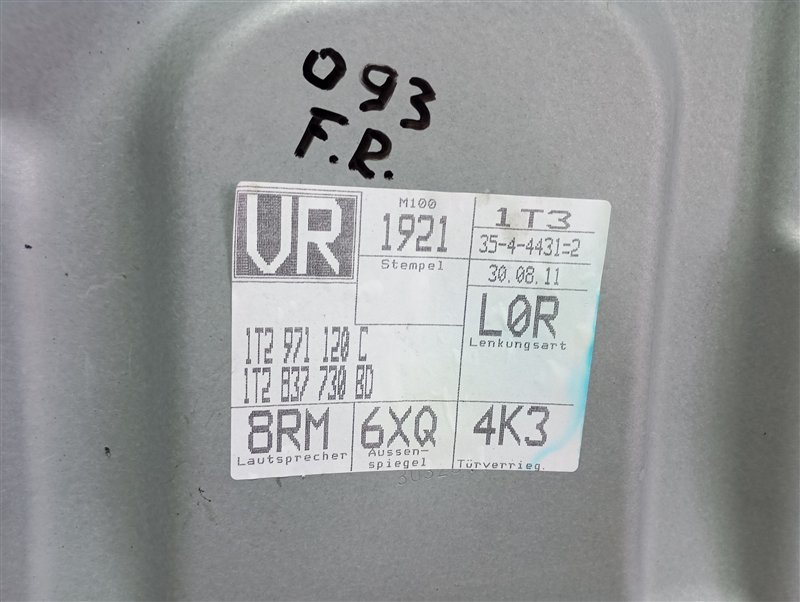 093
F.R.
VR
M100
1921
Stempel
1T3
35-4-4431=2
30.08.11
L0R
Lenkungsart
1T2 971 120 C
1T2 837 730 BD
8RM
Lautsprecher
6XQ
Aussen-
spiegel
4K3
Türverrieg.